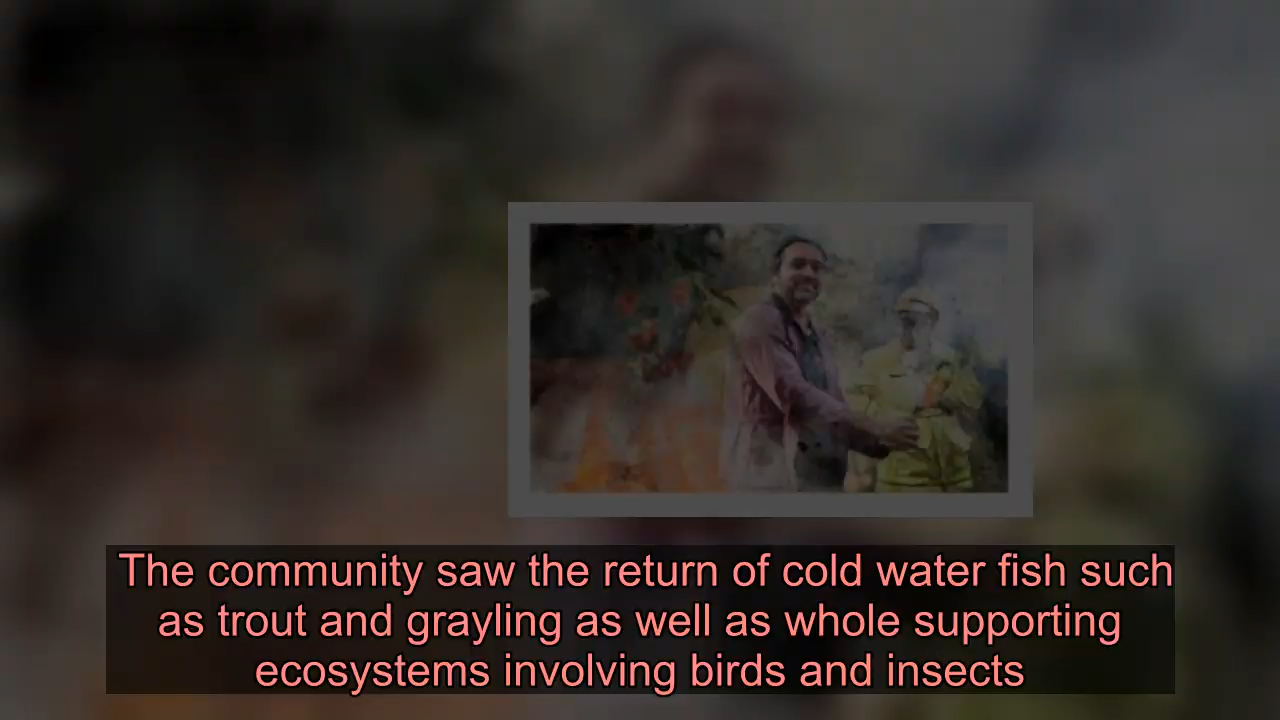 The community saw the return of cold water fish such
as trout and grayling as well as whole supporting
ecosystems involving birds and insects